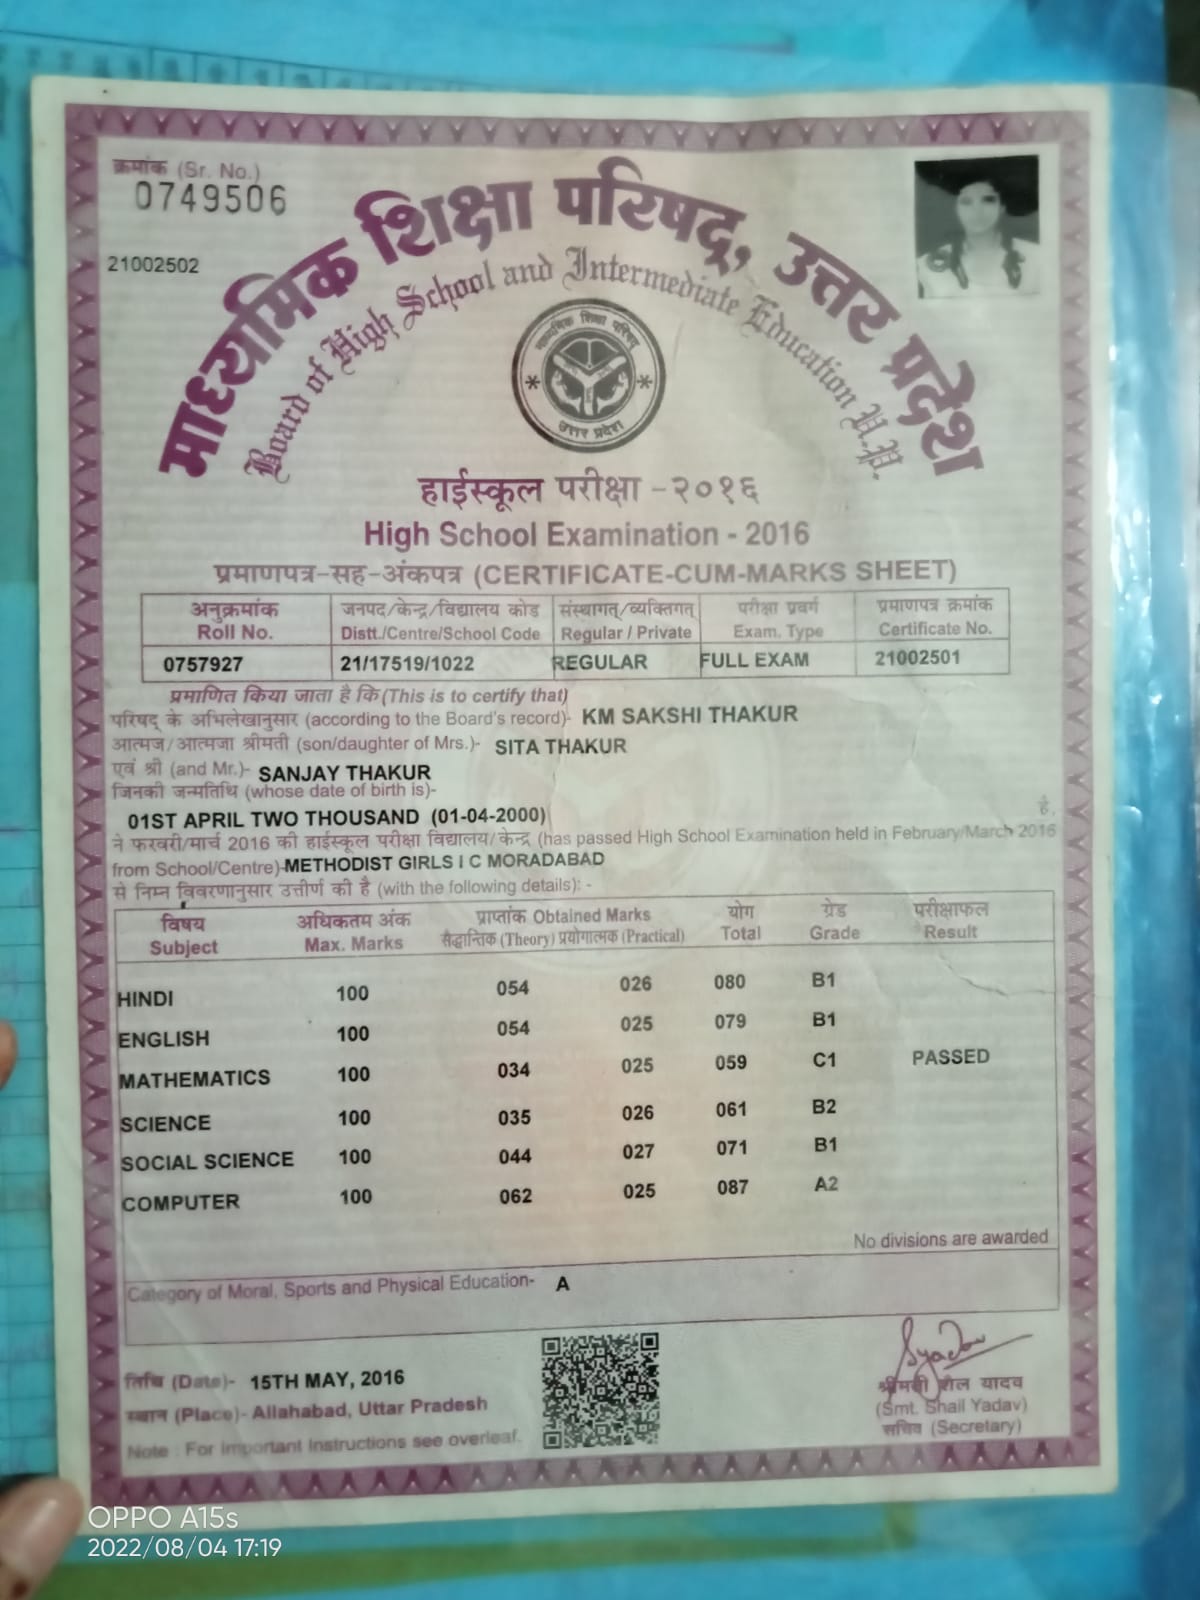 क्रमांक (Sr. No.)
0749506
21002502
माध्यमिक शिक्षा परिषद्, उत्तर प्रदेश
Board of High School and Intermediate Education U.P.
माध्यमिक शिक्षा परिषद्
उत्तर प्रदेश
हाईस्कूल परीक्षा -२०१६
High School Examination - 2016
प्रमाणपत्र-सह-अंकपत्र (CERTIFICATE-CUM-MARKS SHEET)
अनुक्रमांक जनपद/केन्द्र/विद्यालय कोड संस्थागत्/व्यक्तिगत् परीक्षा प्रवर्ग प्रमाणपत्र क्रमांक
Roll No. Distt./Centre/School Code Regular / Private Exam. Type Certificate No.
0757927 21/17519/1022 REGULAR FULL EXAM 21002501
प्रमाणित किया जाता है कि (This is to certify that)
परिषद् के अभिलेखानुसार (according to the Board's record)- KM SAKSHI THAKUR
आत्मज/आत्मजा श्रीमती (son/daughter of Mrs.)- SITA THAKUR
एवं श्री (and Mr.)- SANJAY THAKUR
जिनकी जन्मतिथि (whose date of birth is)-
01ST APRIL TWO THOUSAND (01-04-2000) है,
ने फरवरी/मार्च 2016 की हाईस्कूल परीक्षा विद्यालय/केन्द्र (has passed High School Examination held in February/March 2016
from School/Centre)-METHODIST GIRLS I C MORADABAD
से निम्न विवरणानुसार उत्तीर्ण की है (with the following details): -
विषय अधिकतम अंक प्राप्तांक Obtained Marks योग ग्रेड परीक्षाफल
Subject Max. Marks सैद्धान्तिक (Theory) प्रयोगात्मक (Practical) Total Grade Result
HINDI 100 054 026 080 B1
ENGLISH 100 054 025 079 B1
MATHEMATICS 100 034 025 059 C1 PASSED
SCIENCE 100 035 026 061 B2
SOCIAL SCIENCE 100 044 027 071 B1
COMPUTER 100 062 025 087 A2
No divisions are awarded
Category of Moral, Sports and Physical Education- A
तिथि (Date)- 15TH MAY, 2016
स्थान (Place)- Allahabad, Uttar Pradesh
Note : For Important Instructions see overleaf.
Syadav
श्रीमती शैल यादव
(Smt. Shail Yadav)
सचिव (Secretary)
OPPO A15s
2022/08/04 17:19